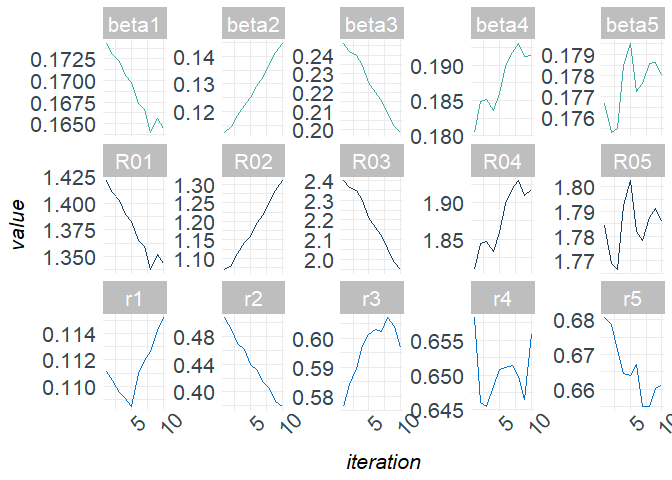 beta1 beta2 beta3 beta4 beta5
0.1725 0.1700 0.1675 0.1650
0.14 0.13 0.12
0.24 0.23 0.22 0.21 0.20
0.190 0.185 0.180
0.179 0.178 0.177 0.176
R01 R02 R03 R04 R05
1.425 1.400 1.375 1.350
1.30 1.25 1.20 1.15 1.10
2.4 2.3 2.2 2.1 2.0
1.90 1.85
1.80 1.79 1.78 1.77
value
r1 r2 r3 r4 r5
0.114 0.112 0.110
0.48 0.44 0.40
0.60 0.59 0.58
0.655 0.650 0.645
0.68 0.67 0.66
5 10 5 10 5 10 5 10 5 10
iteration